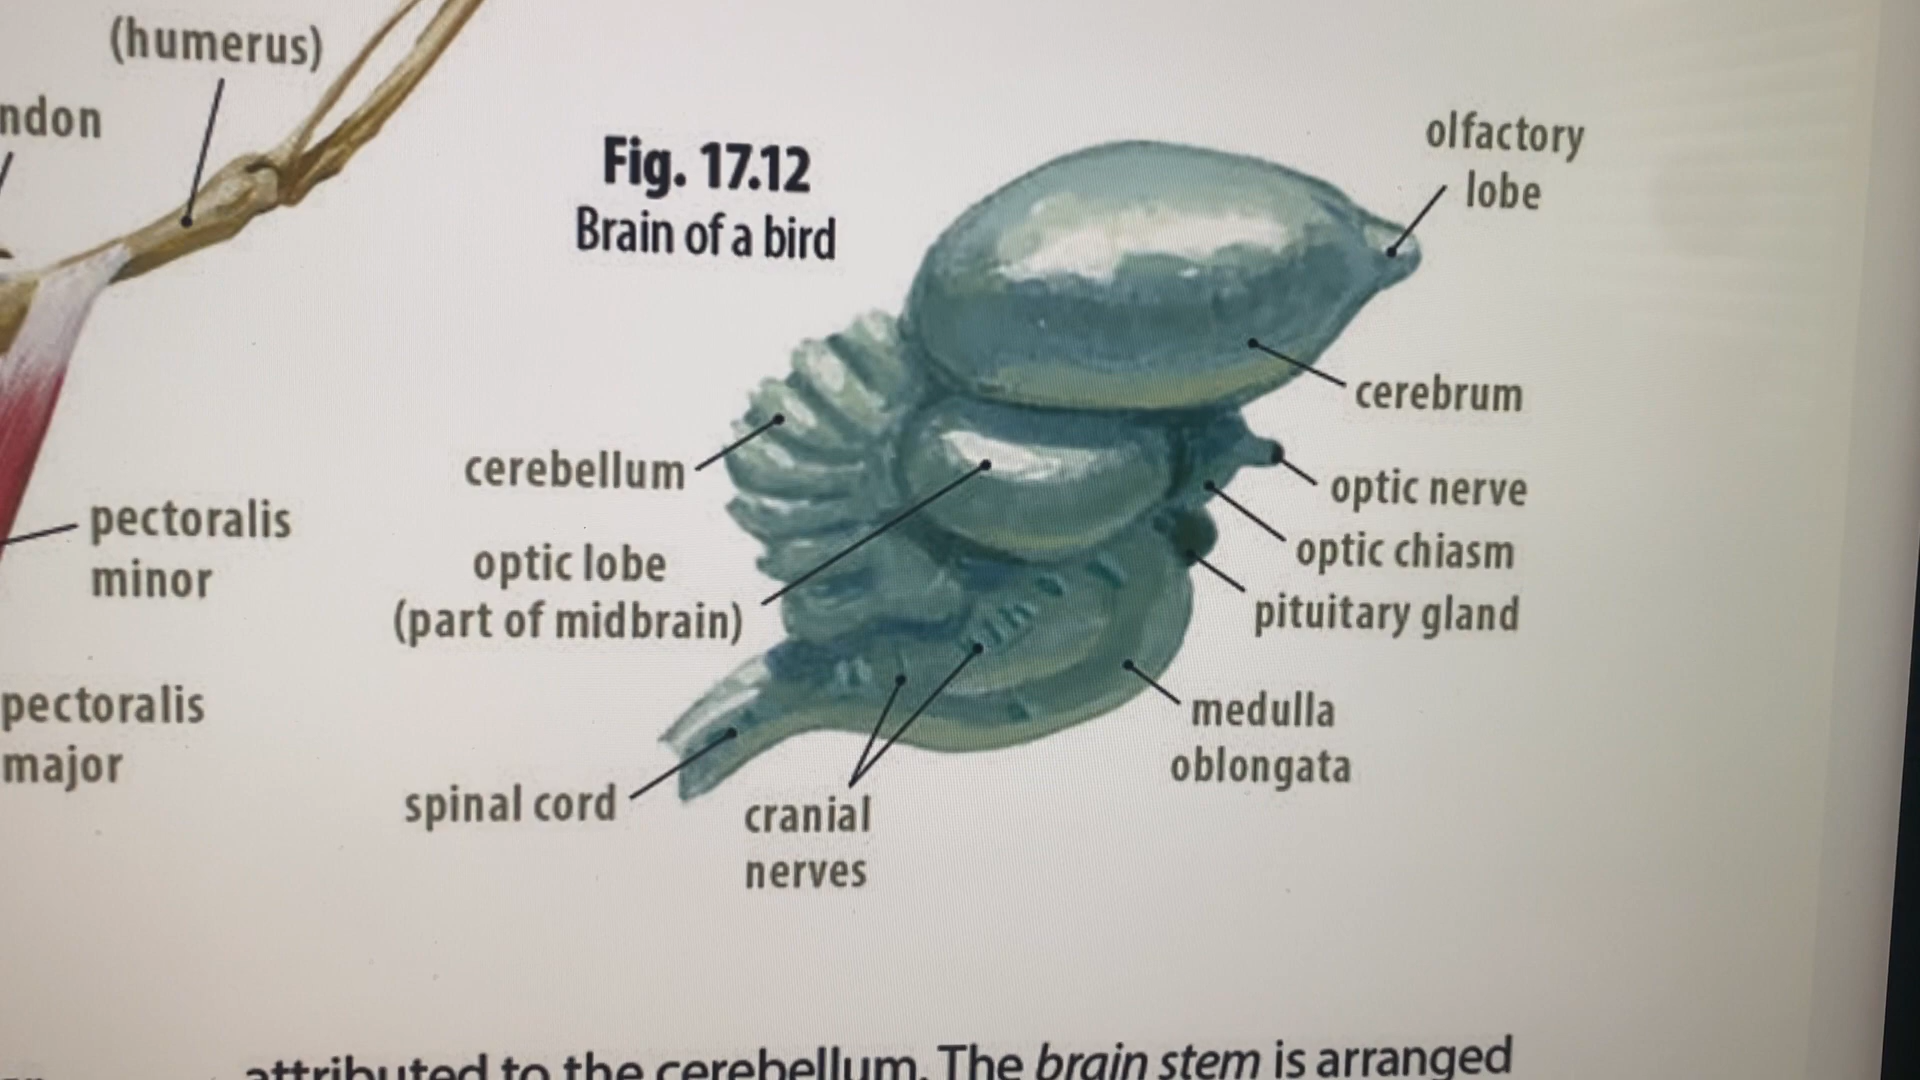 (humerus)
ndon
pectoralis
minor
pectoralis
major
Fig. 17.12
Brain of a bird
olfactory
lobe
cerebrum
cerebellum
optic nerve
optic chiasm
optic lobe
(part of midbrain)
pituitary gland
medulla
oblongata
spinal cord
cranial
nerves
attributed to the cerebellum. The brain stem is arranged